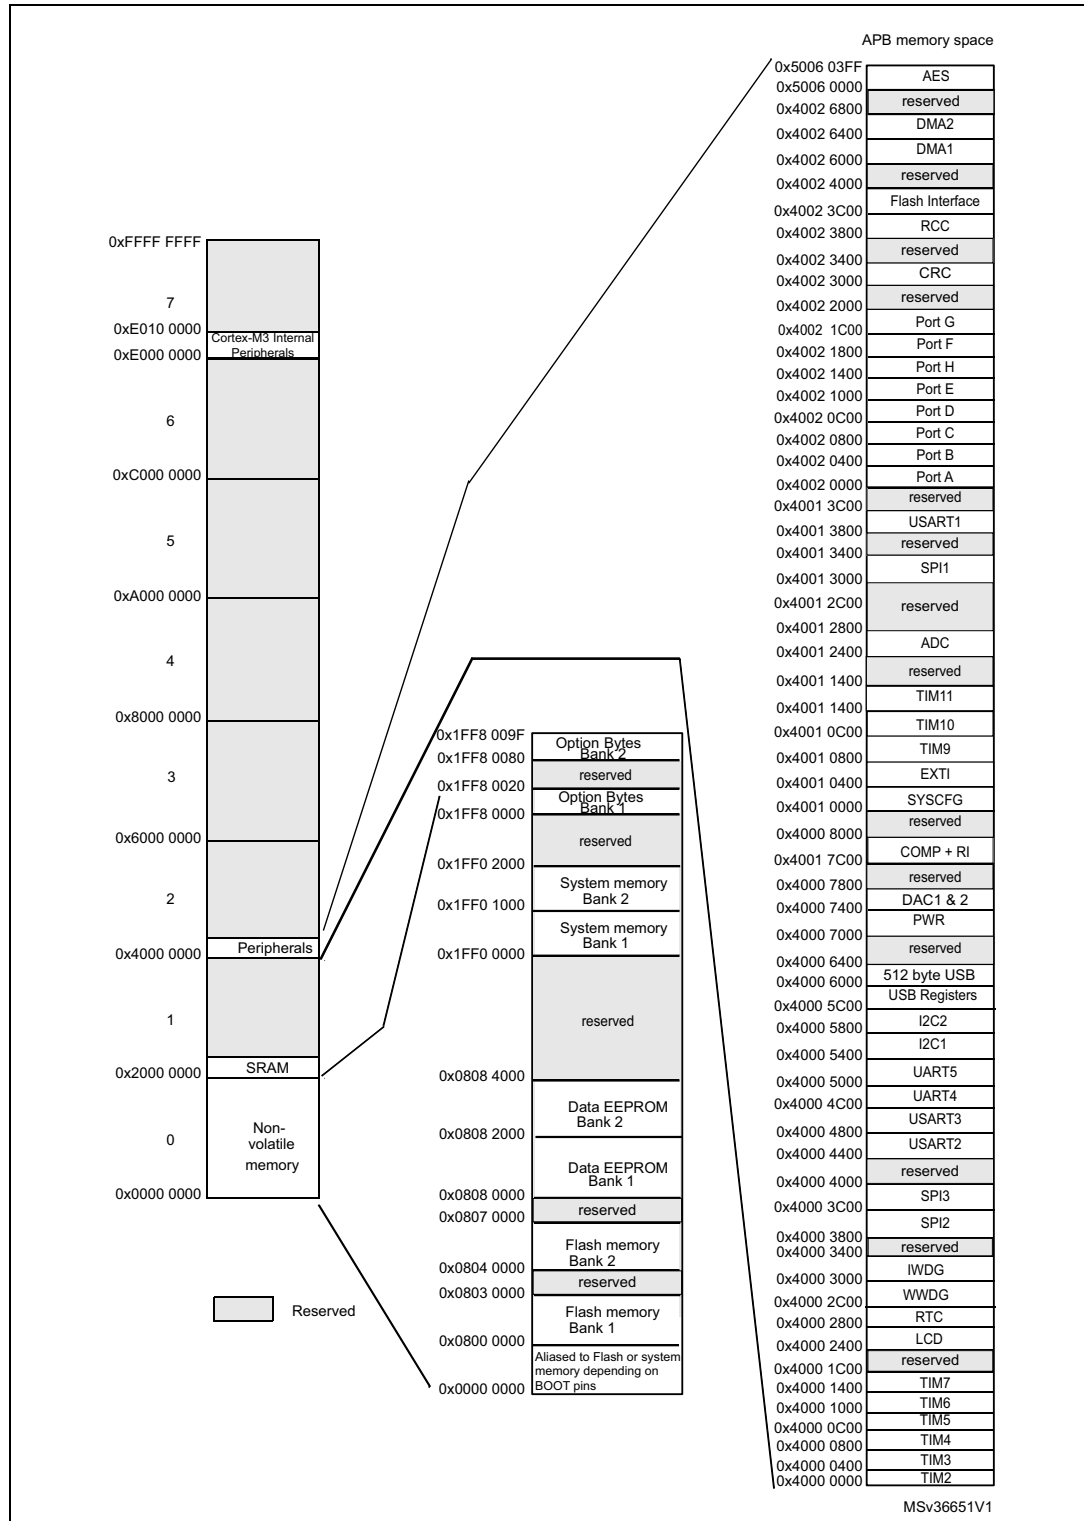 APB memory space
0x5006 03FF
AES
0x5006 0000
reserved
0x4002 6800
DMA2
0x4002 6400
DMA1
0x4002 6000
reserved
0x4002 4000
Flash Interface
0x4002 3C00
RCC
0x4002 3800
reserved
0x4002 3400
CRC
0x4002 3000
reserved
0x4002 2000
Port G
0x4002 1C00
Port F
0x4002 1800
Port H
0x4002 1400
Port E
0x4002 1000
Port D
0x4002 0C00
Port C
0x4002 0800
Port B
0x4002 0400
Port A
0x4002 0000
reserved
0x4001 3C00
USART1
0x4001 3800
reserved
0x4001 3400
SPI1
0x4001 3000
0x4001 2C00
reserved
0x4001 2800
ADC
0x4001 2400
reserved
0x4001 1400
TIM11
0x4001 1400
TIM10
0x4001 0C00
TIM9
0x4001 0800
EXTI
0x4001 0400
SYSCFG
0x4001 0000
reserved
0x4000 8000
COMP + RI
0x4001 7C00
reserved
0x4000 7800
DAC1 & 2
0x4000 7400
PWR
0x4000 7000
reserved
0x4000 6400
512 byte USB
0x4000 6000
USB Registers
0x4000 5C00
I2C2
0x4000 5800
I2C1
0x4000 5400
UART5
0x4000 5000
UART4
0x4000 4C00
USART3
0x4000 4800
USART2
0x4000 4400
reserved
0x4000 4000
SPI3
0x4000 3C00
SPI2
0x4000 3800
reserved
0x4000 3400
IWDG
0x4000 3000
WWDG
0x4000 2C00
RTC
0x4000 2800
LCD
0x4000 2400
reserved
0x4000 1C00
TIM7
0x4000 1400
TIM6
0x4000 1000
TIM5
0x4000 0C00
TIM4
0x4000 0800
TIM3
0x4000 0400
TIM2
0x4000 0000
0xFFFF FFFF
7
0xE010 0000
Cortex-M3 Internal
Peripherals
0xE000 0000
6
0xC000 0000
5
0xA000 0000
4
0x8000 0000
3
0x6000 0000
2
Peripherals
0x4000 0000
1
SRAM
0x2000 0000
Non-
volatile
memory
0
0x0000 0000
0x1FF8 009F
Option Bytes
Bank 2
0x1FF8 0080
reserved
0x1FF8 0020
Option Bytes
Bank 1
0x1FF8 0000
reserved
0x1FF0 2000
System memory
Bank 2
0x1FF0 1000
System memory
Bank 1
0x1FF0 0000
reserved
0x0808 4000
Data EEPROM
Bank 2
0x0808 2000
Data EEPROM
Bank 1
0x0808 0000
reserved
0x0807 0000
Flash memory
Bank 2
0x0804 0000
reserved
0x0803 0000
Flash memory
Bank 1
0x0800 0000
Aliased to Flash or system
memory depending on
BOOT pins
0x0000 0000
Reserved
MSv36651V1